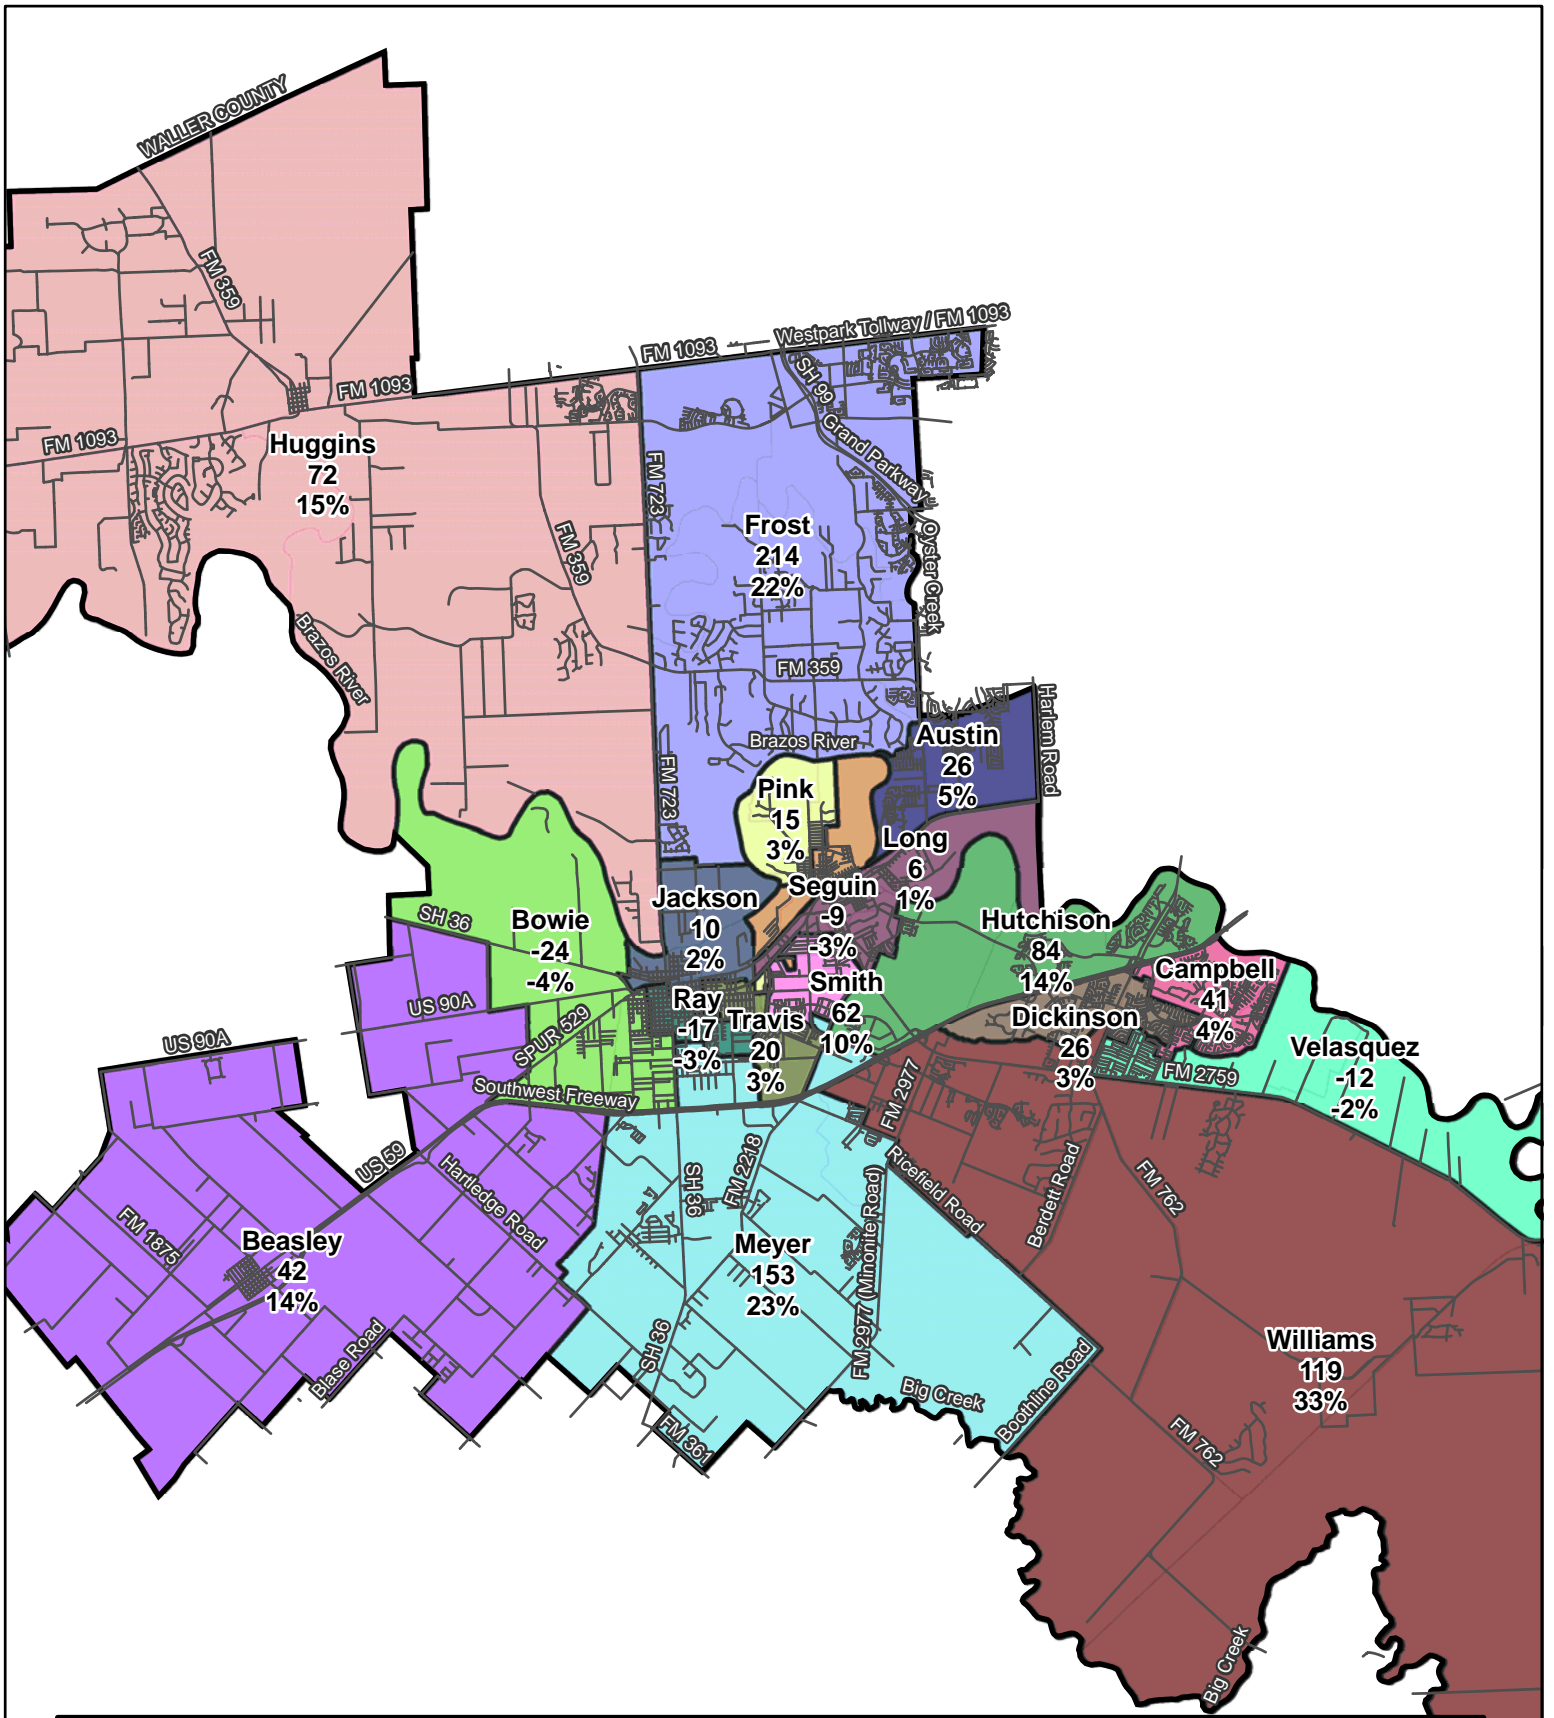 WALLER COUNTY
FM 359
Westpark Tollway / FM 1093
FM 1093
SH 99
FM 1093
FM 1093
Grand Parkway
Huggins
72
15%
FM 723
FM 359
Frost
214
22%
Oyster Creek
Brazos River
FM 359
Harlem Road
Brazos River
FM 723
Austin
26
5%
Pink
15
3%
Long
6
1%
Seguin
-9
-3%
Jackson
10
2%
SH 36
Bowie
-24
-4%
Hutchison
84
14%
Campbell
41
4%
Smith
62
10%
US 90A
Ray
-17
-3%
Travis
20
3%
Dickinson
26
3%
SPUR 529
US 90A
Velasquez
-12
-2%
FM 2759
Southwest Freeway
FM 2977
US 59
Hartledge Road
SH 36
FM 2218
Ricefield Road
Berdett Road
FM 762
FM 1875
Beasley
42
14%
Meyer
153
23%
FM 2977 (Minonite Road)
Blase Road
SH 36
Williams
119
33%
Big Creek
Boothline Road
FM 361
FM 762
Big Creek